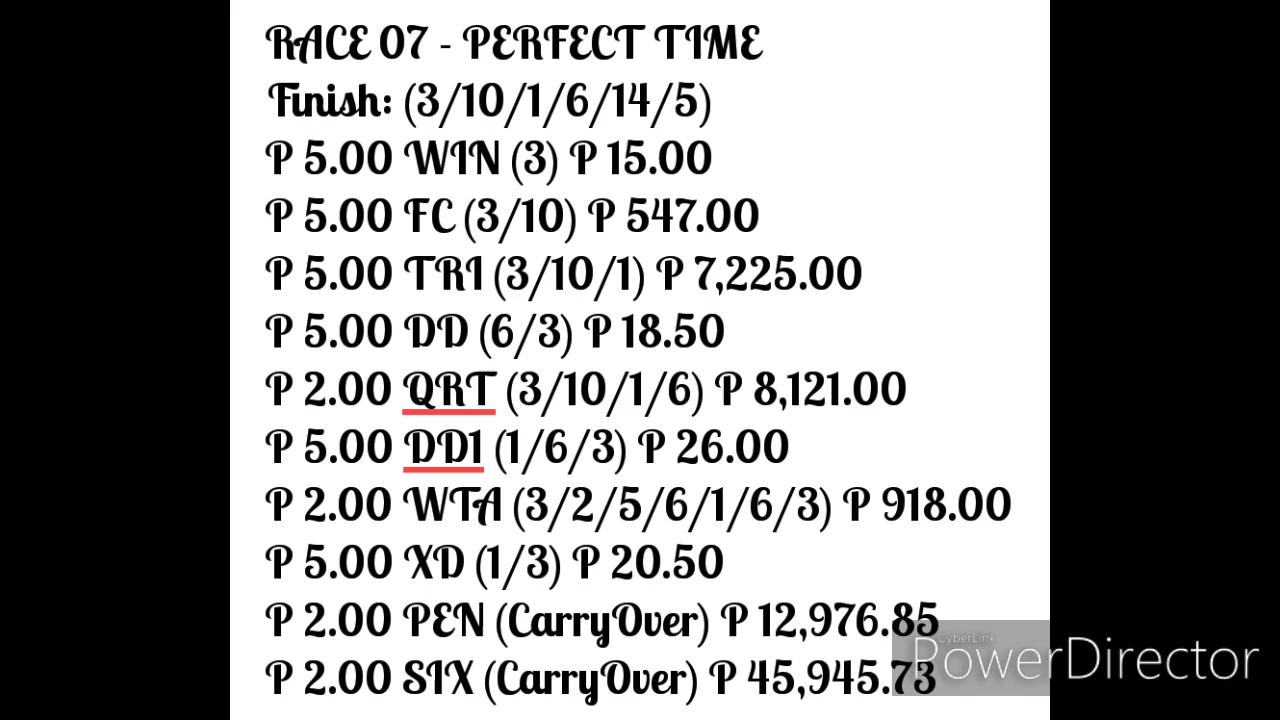 RACE 07 - PERFECT TIME
Finish: (3/10/1/6/14/5)
P 5.00 WIN (3) P 15.00
P 5.00 FC (3/10) P 547.00
P 5.00 TRI (3/10/1) P 7,225.00
P 5.00 DD (6/3) P 18.50
P 2.00 QRT (3/10/1/6) P 8,121.00
P 5.00 DD1 (1/6/3) P 26.00
P 2.00 WTA (3/2/5/6/1/6/3) P 918.00
P 5.00 XD (1/3) P 20.50
P 2.00 PEN (CarryOver) P 12,976.85
P 2.00 SIX (CarryOver) P 45,945.73
CyberLink
PowerDirector